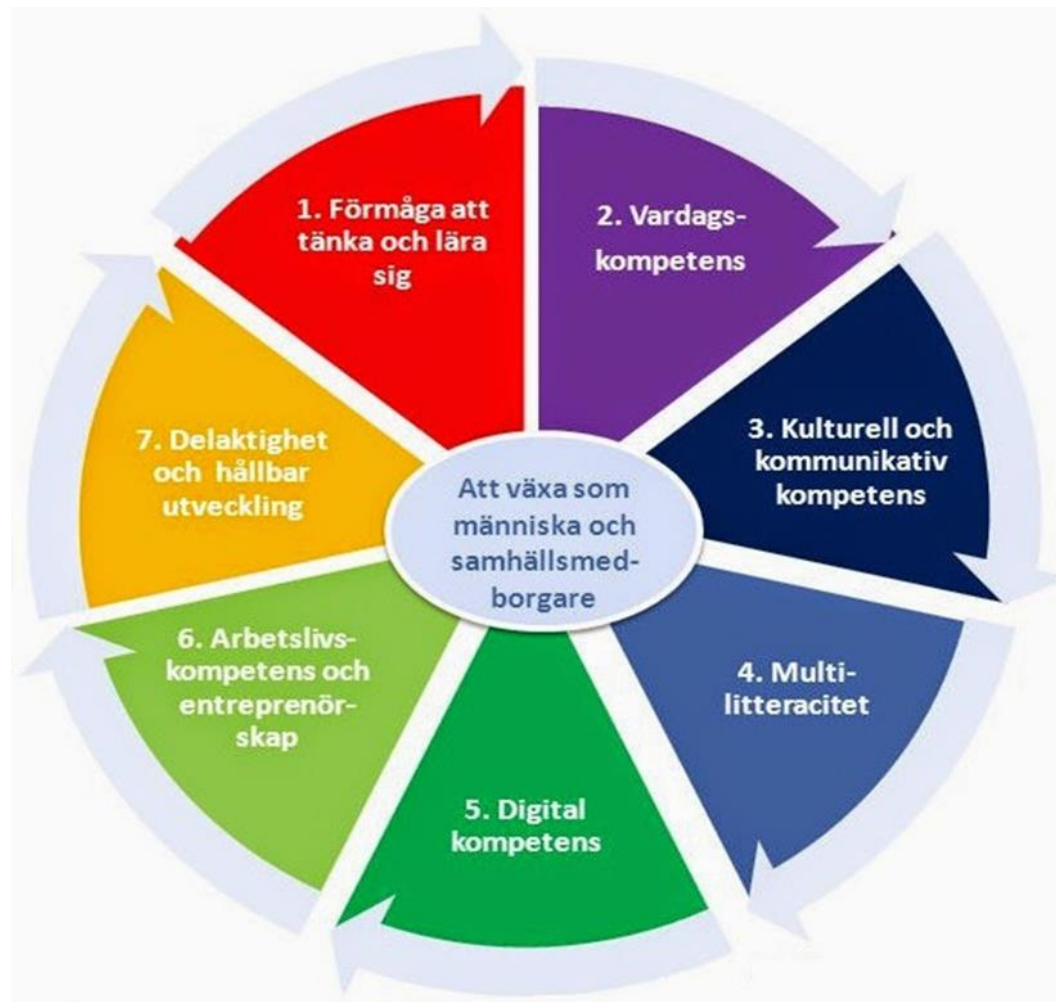 1. Förmåga att
tänka och lära
sig
2. Vardags-
kompetens
3. Kulturell och
kommunikativ
kompetens
4. Multi-
litteracitet
5. Digital
kompetens
6. Arbetslivs-
kompetens och
entreprenör-
skap
7. Delaktighet
och hållbar
utveckling
Att växa som
människa och
samhällsmed-
borgare